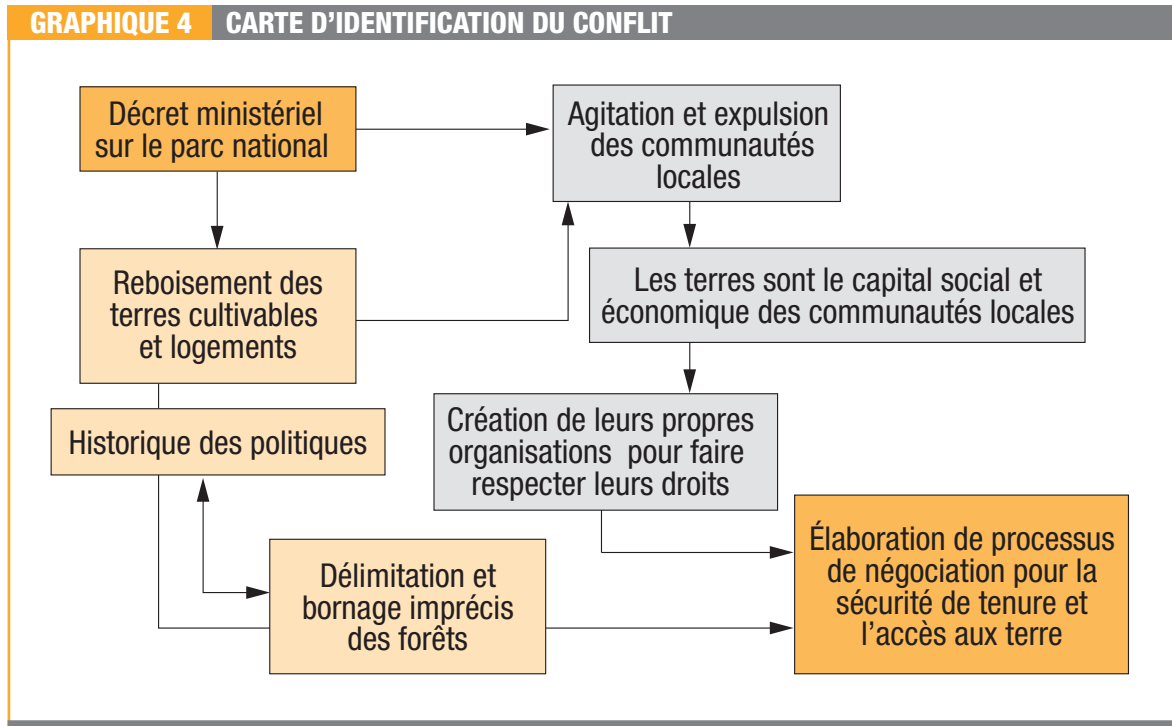 GRAPHIQUE 4 CARTE D'IDENTIFICATION DU CONFLIT
Décret ministériel
sur le parc national
Agitation et expulsion
des communautés
locales
Reboisement des
terres cultivables
et logements
Les terres sont le capital social et
économique des communautés locales
Historique des politiques
Création de leurs propres
organisations pour faire
respecter leurs droits
Délimitation et
bornage imprécis
des forêts
Élaboration de processus
de négociation pour la
sécurité de tenure et
l'accès aux terre